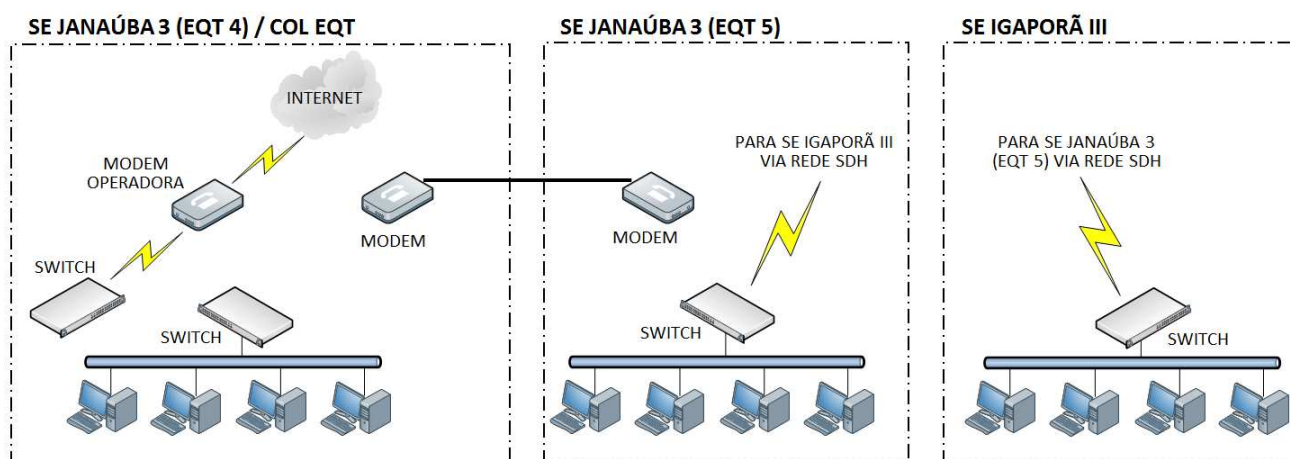 SE JANAÚBA 3 (EQT 4) / COL EQT
INTERNET
MODEM
OPERADORA
MODEM
SWITCH
SWITCH
SE JANAÚBA 3 (EQT 5)
PARA SE IGAPORÃ III
VIA REDE SDH
MODEM
SWITCH
SE IGAPORÃ III
PARA SE JANAÚBA 3
(EQT 5) VIA REDE SDH
SWITCH